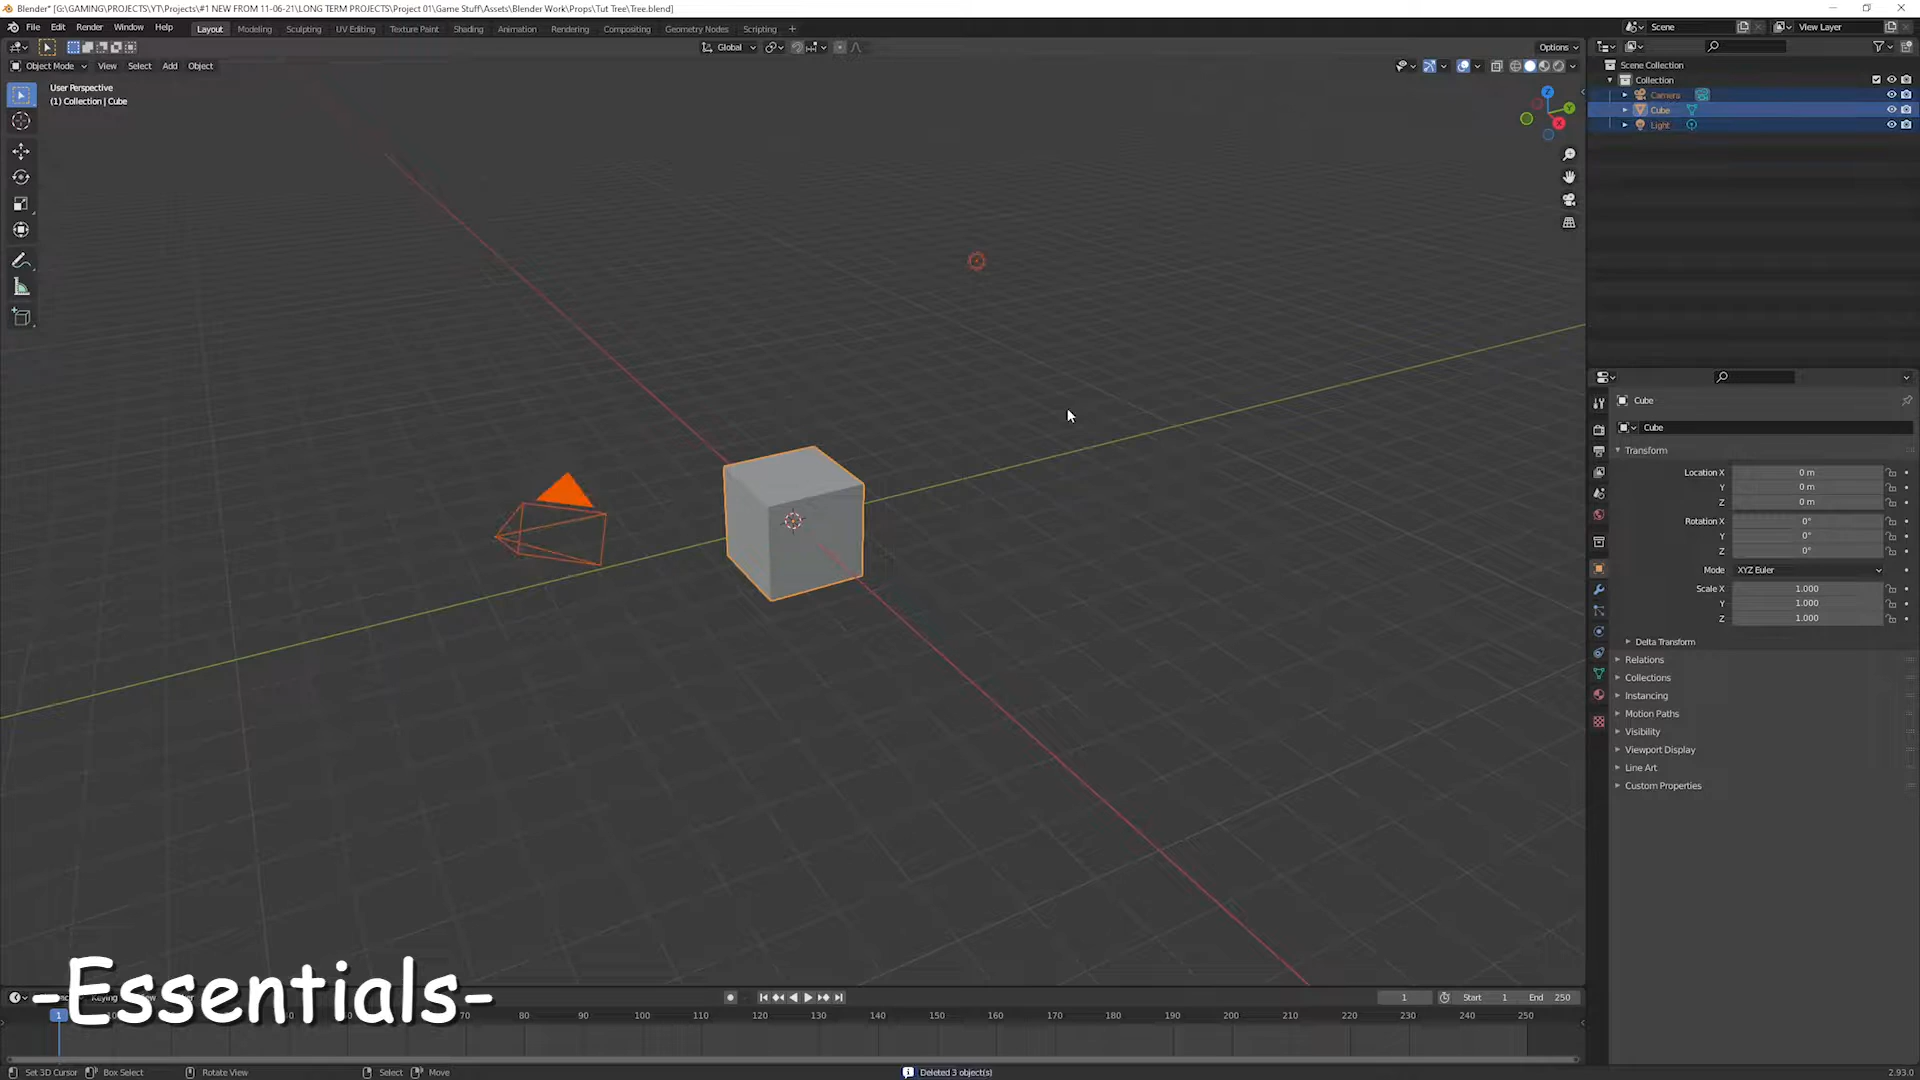 Blender* [G:\GAMING\PROJECTS\YT\Projects\#1 NEW FROM 11-06-21\LONG TERM PROJECTS\Project 01\Game Stuff\Assets\Blender Work\Props\Tut Tree\Tree.blend]
File Edit Render Window Help Layout Modeling Sculpting UV Editing Texture Paint Shading Animation Rendering Compositing Geometry Nodes Scripting + Scene View Layer
Global Options
Object Mode View Select Add Object
User Perspective
(1) Collection | Cube
Z
Y
X
Scene Collection
Collection
Camera
Cube
Light
Cube
Cube
Transform
Location X 0 m
Y 0 m
Z 0 m
Rotation X 0°
Y 0°
Z 0°
Mode XYZ Euler
Scale X 1.000
Y 1.000
Z 1.000
Delta Transform
Relations
Collections
Instancing
Motion Paths
Visibility
Viewport Display
Line Art
Custom Properties
-Essentials-
1 Start 1 End 250
1 70 80 90 100 110 120 130 140 150 160 170 180 190 200 210 220 230 240 250
Set 3D Cursor Box Select Rotate View Select Move Deleted 3 object(s) 2.93.0